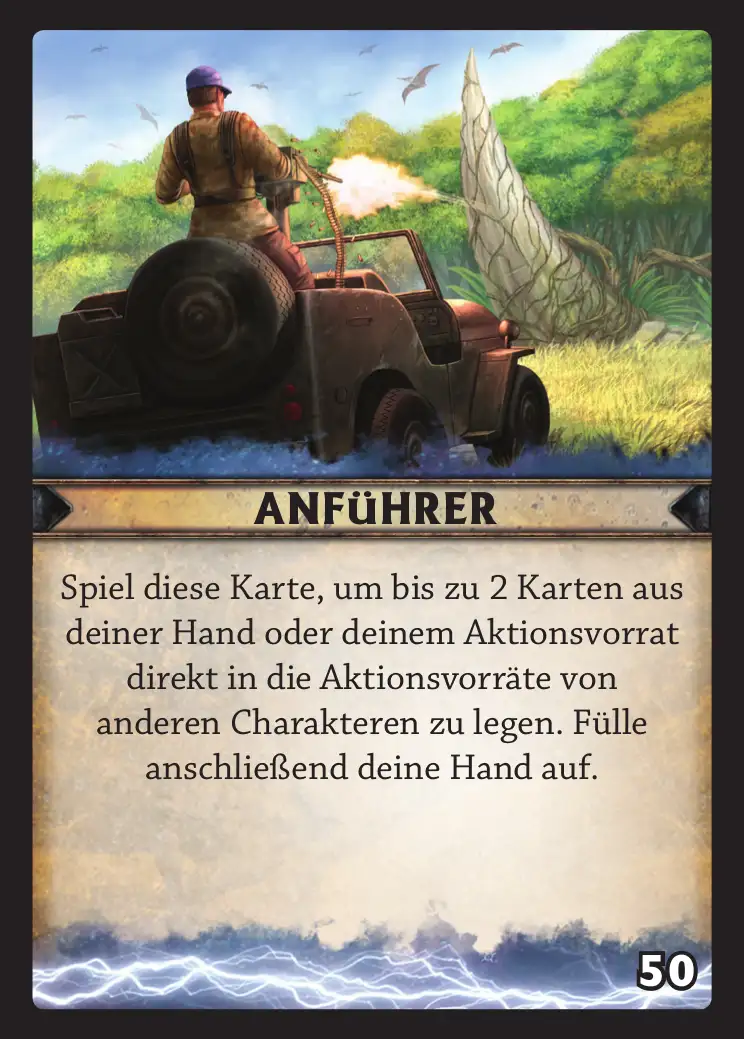 ANFÜHRER
Spiel diese Karte, um bis zu 2 Karten aus
deiner Hand oder deinem Aktionsvorrat
direkt in die Aktionsvorräte von
anderen Charakteren zu legen. Fülle
anschließend deine Hand auf.
50